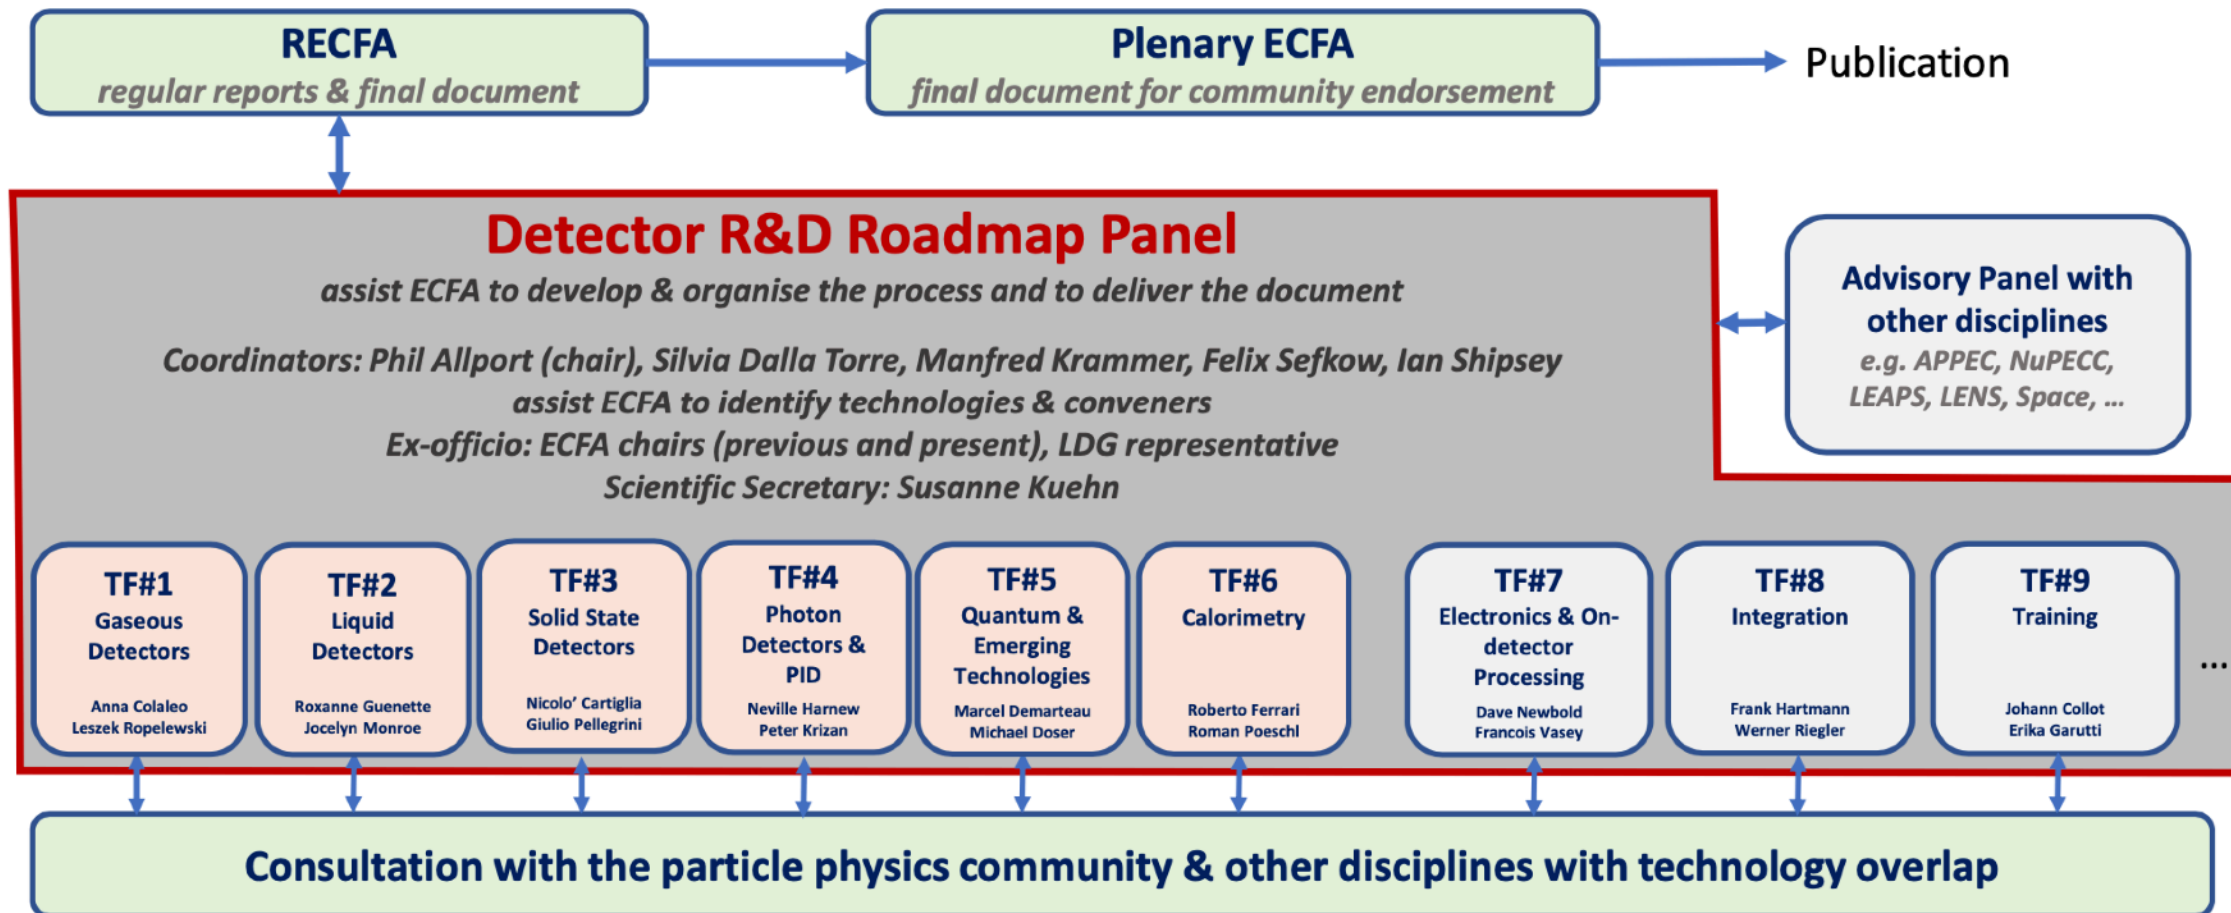 RECFA
regular reports & final document
Plenary ECFA
final document for community endorsement
Publication
Detector R&D Roadmap Panel
assist ECFA to develop & organise the process and to deliver the document
Coordinators: Phil Allport (chair), Silvia Dalla Torre, Manfred Krammer, Felix Sefkow, Ian Shipsey
assist ECFA to identify technologies & conveners
Ex-officio: ECFA chairs (previous and present), LDG representative
Scientific Secretary: Susanne Kuehn
Advisory Panel with
other disciplines
e.g. APPEC, NuPECC,
LEAPS, LENS, Space, ...
TF#1
Gaseous
Detectors
Anna Colaleo
Leszek Ropelewski
TF#2
Liquid
Detectors
Roxanne Guenette
Jocelyn Monroe
TF#3
Solid State
Detectors
Nicolo' Cartiglia
Giulio Pellegrini
TF#4
Photon
Detectors &
PID
Neville Harnew
Peter Krizan
TF#5
Quantum &
Emerging
Technologies
Marcel Demarteau
Michael Doser
TF#6
Calorimetry
Roberto Ferrari
Roman Poeschl
TF#7
Electronics & On-
detector
Processing
Dave Newbold
Francois Vasey
TF#8
Integration
Frank Hartmann
Werner Riegler
TF#9
Training
Johann Collot
Erika Garutti
...
Consultation with the particle physics community & other disciplines with technology overlap